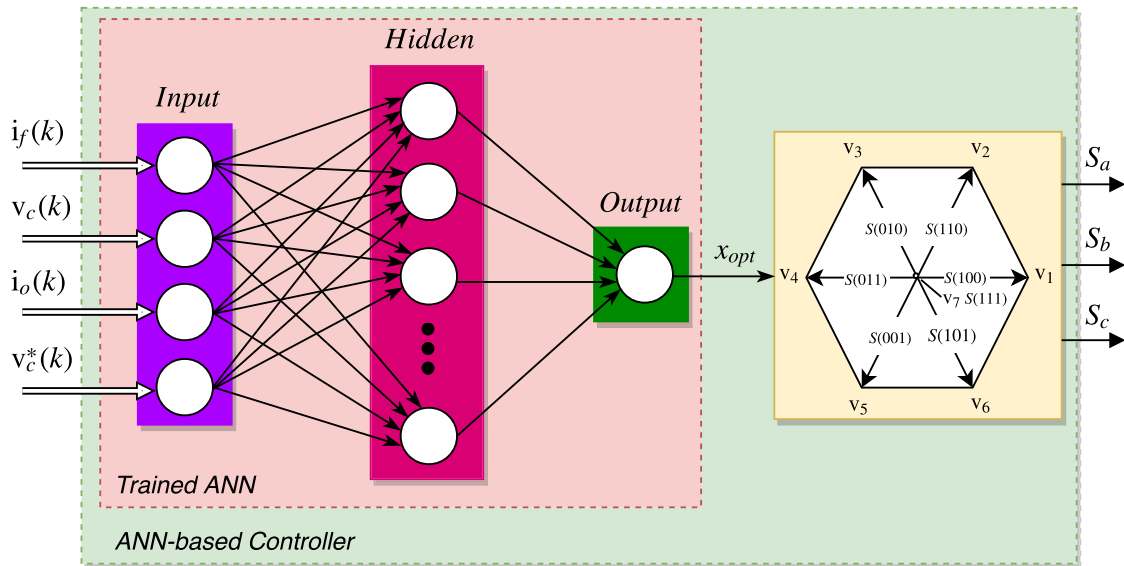 Hidden
Input
i_f(k)
v_c(k)
i_o(k)
v_c^*(k)
Output
x_opt
v_3
v_2
S(010)
S(110)
v_4
S(011)
S(100)
v_1
v_7 S(111)
S(001)
S(101)
v_5
v_6
S_a
S_b
S_c
Trained ANN
ANN-based Controller